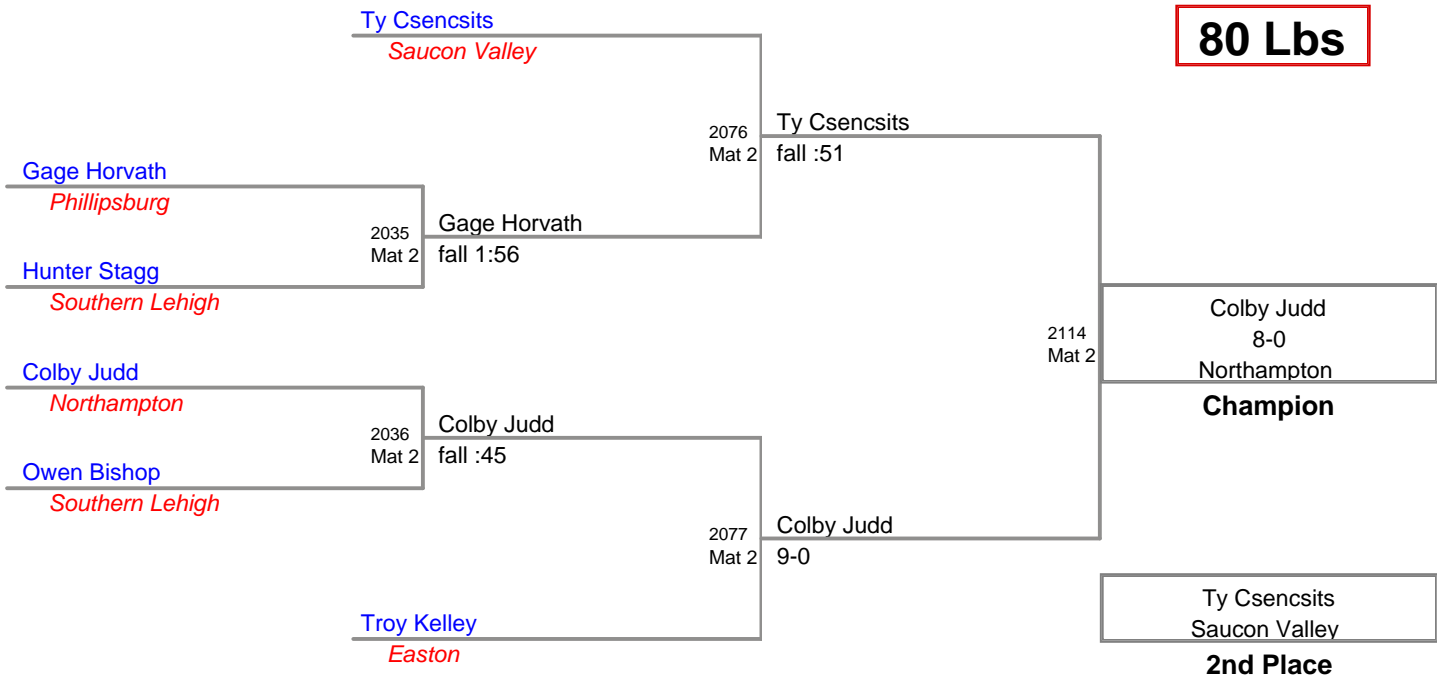 Ty Csencsits
Saucon Valley
80 Lbs
2076
Mat 2
Ty Csencsits
fall :51
Gage Horvath
Phillipsburg
2035
Mat 2
Gage Horvath
fall 1:56
Hunter Stagg
Southern Lehigh
2114
Mat 2
Colby Judd
8-0
Northampton
Champion
Colby Judd
Northampton
2036
Mat 2
Colby Judd
fall :45
Owen Bishop
Southern Lehigh
2077
Mat 2
Colby Judd
9-0
Troy Kelley
Easton
Ty Csencsits
Saucon Valley
2nd Place